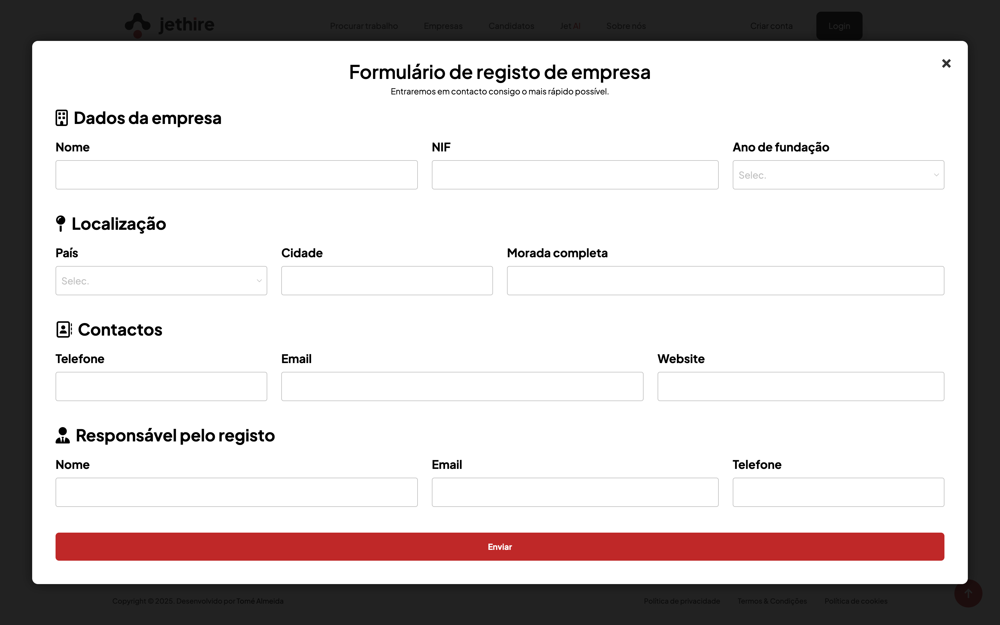 jethire
Procurar trabalho Empresas Candidatos Jet AI Sobre nós Criar conta Login
Formulário de registo de empresa
Entraremos em contacto consigo o mais rápido possível.
Dados da empresa
Nome NIF Ano de fundação
Selec.
Localização
País Cidade Morada completa
Selec.
Contactos
Telefone Email Website
Responsável pelo registo
Nome Email Telefone
Enviar
Copyright © 2025. Desenvolvido por Tomé Almeida Política de privacidade Termos & Condições Política de cookies